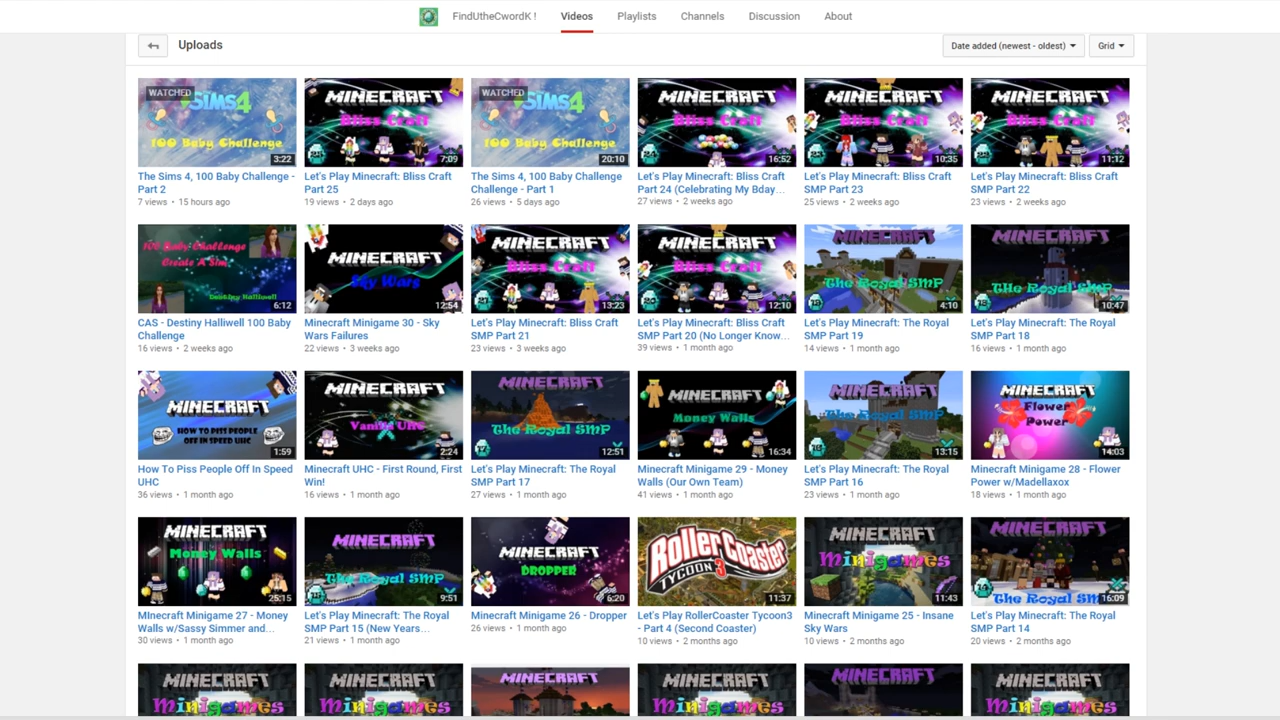 FindUtheCwordK !
Videos
Playlists
Channels
Discussion
About
Uploads
Date added (newest - oldest)
Grid
WATCHED
SIMS4
100 Baby Challenge
3:22
The Sims 4, 100 Baby Challenge -
Part 2
7 views • 15 hours ago
MINECRAFT
Bliss Craft
25
7:09
Let's Play Minecraft: Bliss Craft
Part 25
19 views • 2 days ago
WATCHED
SIMS4
100 Baby Challenge
20:10
The Sims 4, 100 Baby Challenge
Challenge - Part 1
26 views • 5 days ago
MINECRAFT
Bliss Craft
24
16:52
Let's Play Minecraft: Bliss Craft
Part 24 (Celebrating My Bday...
27 views • 2 weeks ago
MINECRAFT
Bliss Craft
23
10:35
Let's Play Minecraft: Bliss Craft
SMP Part 23
25 views • 2 weeks ago
MINECRAFT
Bliss Craft
22
11:12
Let's Play Minecraft: Bliss Craft
SMP Part 22
23 views • 2 weeks ago
100 Baby Challenge
Create A Sim
Destiny Halliwell
6:12
CAS - Destiny Halliwell 100 Baby
Challenge
16 views • 2 weeks ago
MINECRAFT
Sky Wars
12:54
Minecraft Minigame 30 - Sky
Wars Failures
22 views • 3 weeks ago
MINECRAFT
Bliss Craft
21
13:23
Let's Play Minecraft: Bliss Craft
SMP Part 21
23 views • 3 weeks ago
MINECRAFT
Bliss Craft
20
12:10
Let's Play Minecraft: Bliss Craft
SMP Part 20 (No Longer Know...
39 views • 1 month ago
MINECRAFT
The Royal SMP
19
4:10
Let's Play Minecraft: The Royal
SMP Part 19
14 views • 1 month ago
MINECRAFT
The Royal SMP
18
10:47
Let's Play Minecraft: The Royal
SMP Part 18
16 views • 1 month ago
MINECRAFT
HOW TO PISS PEOPLE
OFF IN SPEED UHC
1:59
How To Piss People Off In Speed
UHC
36 views • 1 month ago
MINECRAFT
Vanilla UHC
2:24
Minecraft UHC - First Round, First
Win!
16 views • 1 month ago
MINECRAFT
The Royal SMP
17
12:51
Let's Play Minecraft: The Royal
SMP Part 17
27 views • 1 month ago
MINECRAFT
Money Walls
16:34
Minecraft Minigame 29 - Money
Walls (Our Own Team)
41 views • 1 month ago
MINECRAFT
The Royal SMP
13:15
Let's Play Minecraft: The Royal
SMP Part 16
23 views • 1 month ago
MINECRAFT
Flower
Power
14:03
Minecraft Minigame 28 - Flower
Power w/Madellaxox
18 views • 1 month ago
MINECRAFT
Money Walls
25:15
MInecraft Minigame 27 - Money
Walls w/Sassy Simmer and...
30 views • 1 month ago
MINECRAFT
The Royal SMP
15
9:51
Let's Play Minecraft: The Royal
SMP Part 15 (New Years...
21 views • 1 month ago
MINECRAFT
DROPPER
6:20
Minecraft Minigame 26 - Dropper
26 views • 1 month ago
RollerCoaster
TYCOON 3
11:37
Let's Play RollerCoaster Tycoon3
- Part 4 (Second Coaster)
10 views • 2 months ago
MINECRAFT
Minigames
11:43
Minecraft Minigame 25 - Insane
Sky Wars
10 views • 2 months ago
MINECRAFT
The Royal SMP
14
16:09
Let's Play Minecraft: The Royal
SMP Part 14
20 views • 2 months ago
MINECRAFT
Minigames
MINECRAFT
Minigames
MINECRAFT
MINECRAFT
Minigames
MINECRAFT
MINECRAFT
Minigames